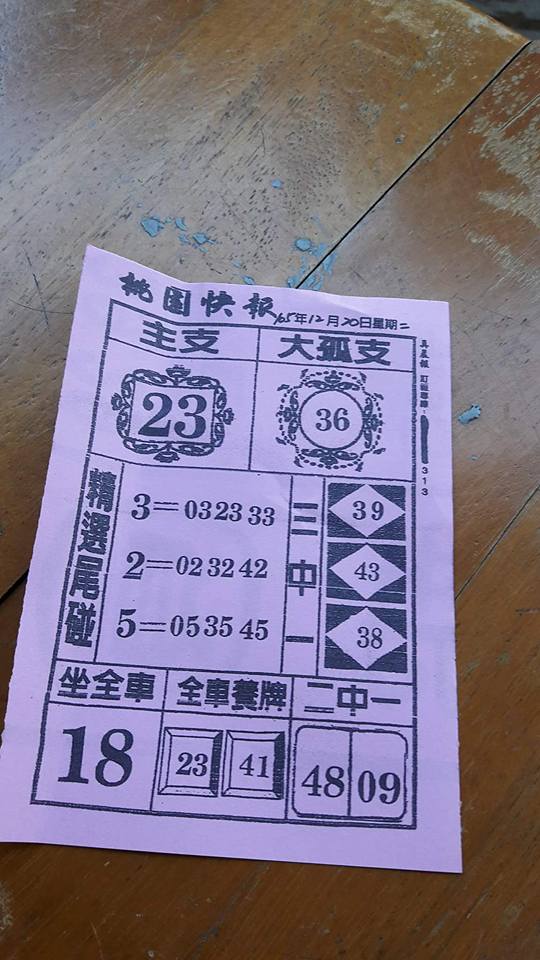 桃園快報
105年12月20日星期二
主支
大孤支
23
36
精選尾碰
3=03 23 33
2=02 32 42
5=05 35 45
三中一
39
43
38
坐全車
全車養牌
二中一
18
23 41
48 09
313